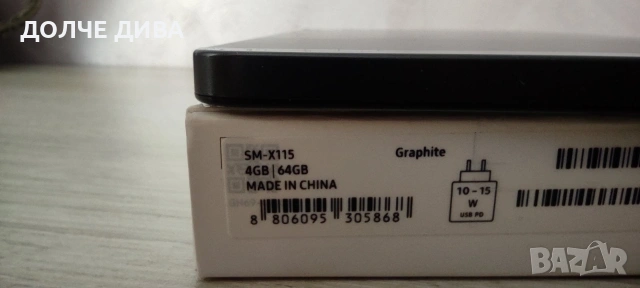 ДОЛЧЕ ДИВА
SM-X115
Graphite
4GB | 64GB
MADE IN CHINA
10 – 15
W
USB PD
8 806095 305868
BAZAR